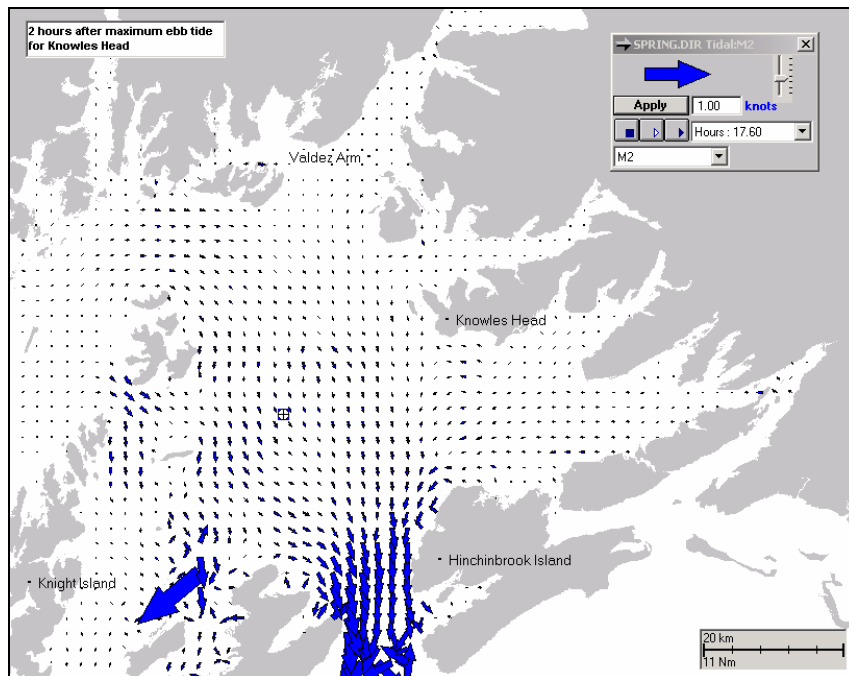 2 hours after maximum ebb tide
for Knowles Head
SPRING.DIR Tidal:M2
Apply
1.00
knots
Hours : 17.60
M2
Valdez Arm
Knowles Head
Hinchinbrook Island
Knight Island
20 km
11 Nm